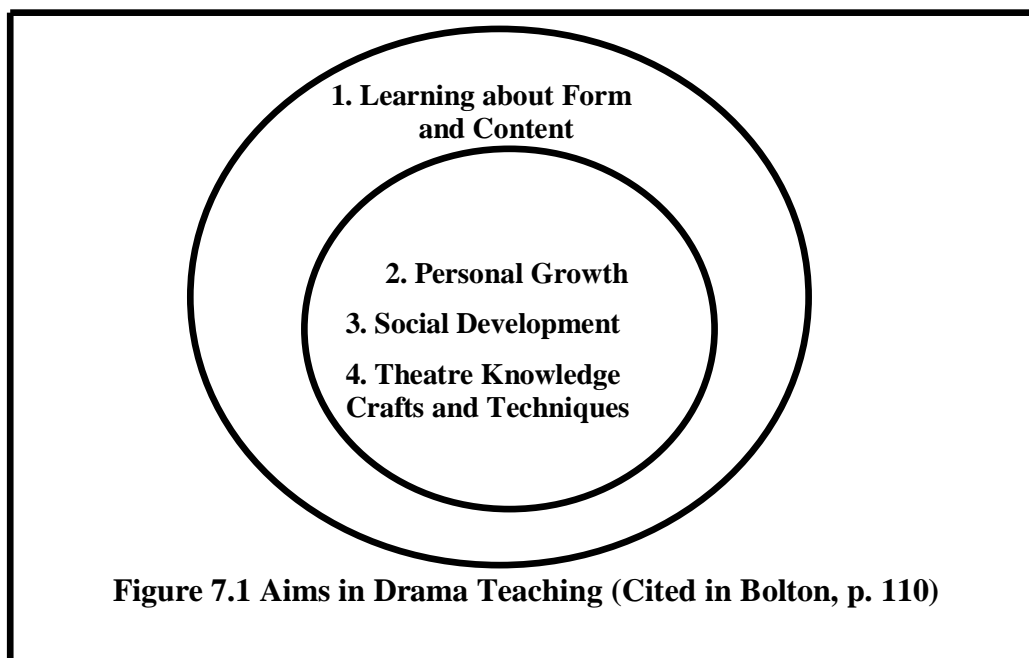 1. Learning about Form
and Content
2. Personal Growth
3. Social Development
4. Theatre Knowledge
Crafts and Techniques
Figure 7.1 Aims in Drama Teaching (Cited in Bolton, p. 110)